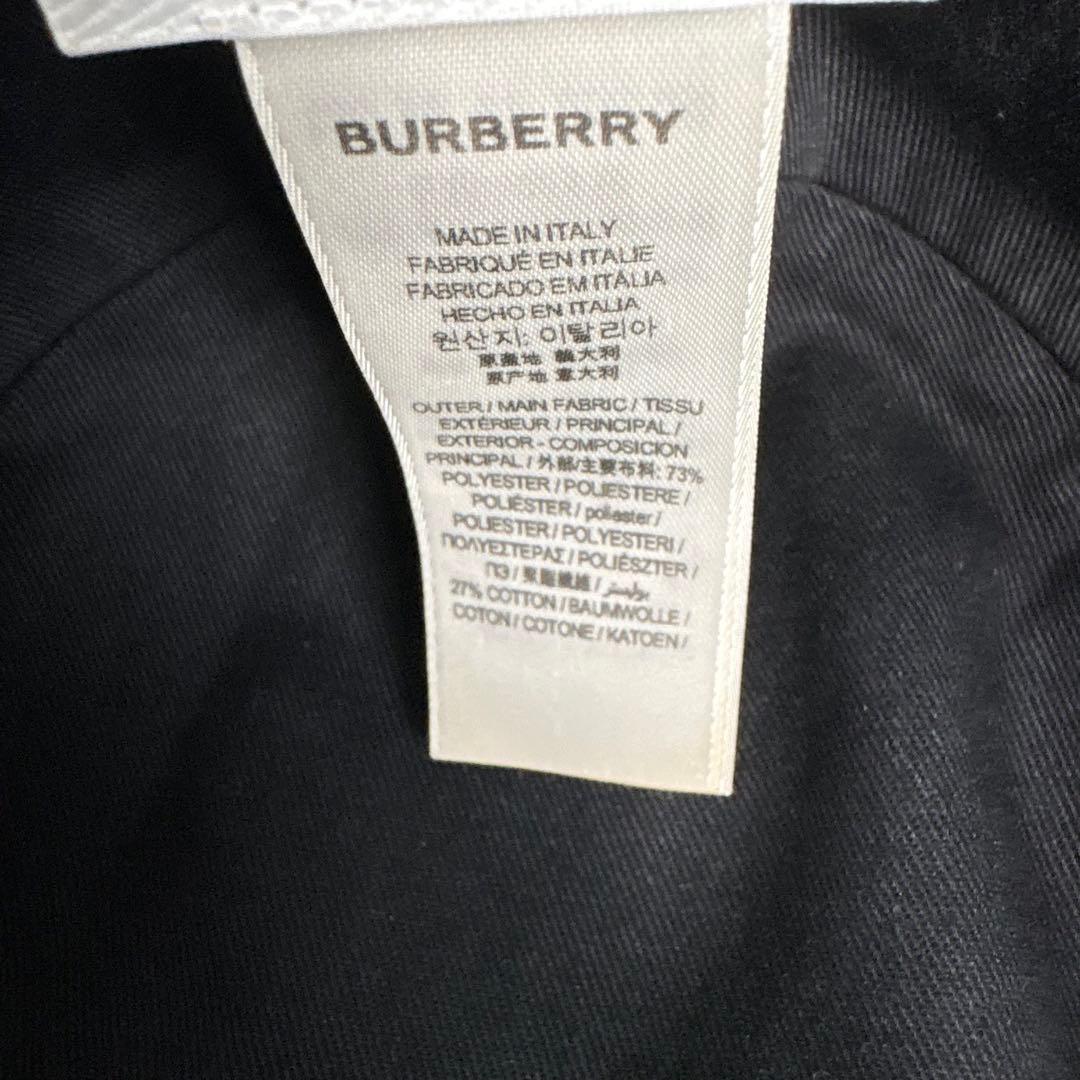 BURBERRY
MADE IN ITALY
FABRIQUÉ EN ITALIE
FABRICADO EM ITÁLIA
HECHO EN ITALIA
원산지: 이탈리아
原產地 義大利
原产地 意大利
OUTER / MAIN FABRIC / TISSU
EXTÉRIEUR / PRINCIPAL /
EXTERIOR - COMPOSICION
PRINCIPAL / 外部/主要布料: 73%
POLYESTER / POLIESTERE /
POLIÉSTER / poliester /
POLIESTER / POLYESTERI /
ΠΟΛΥΕΣΤΕΡΑΣ / POLIÉSZTER /
ПЭ / 聚酯纖維 / بوليستر
27% COTTON / BAUMWOLLE /
COTON / COTONE / KATOEN /